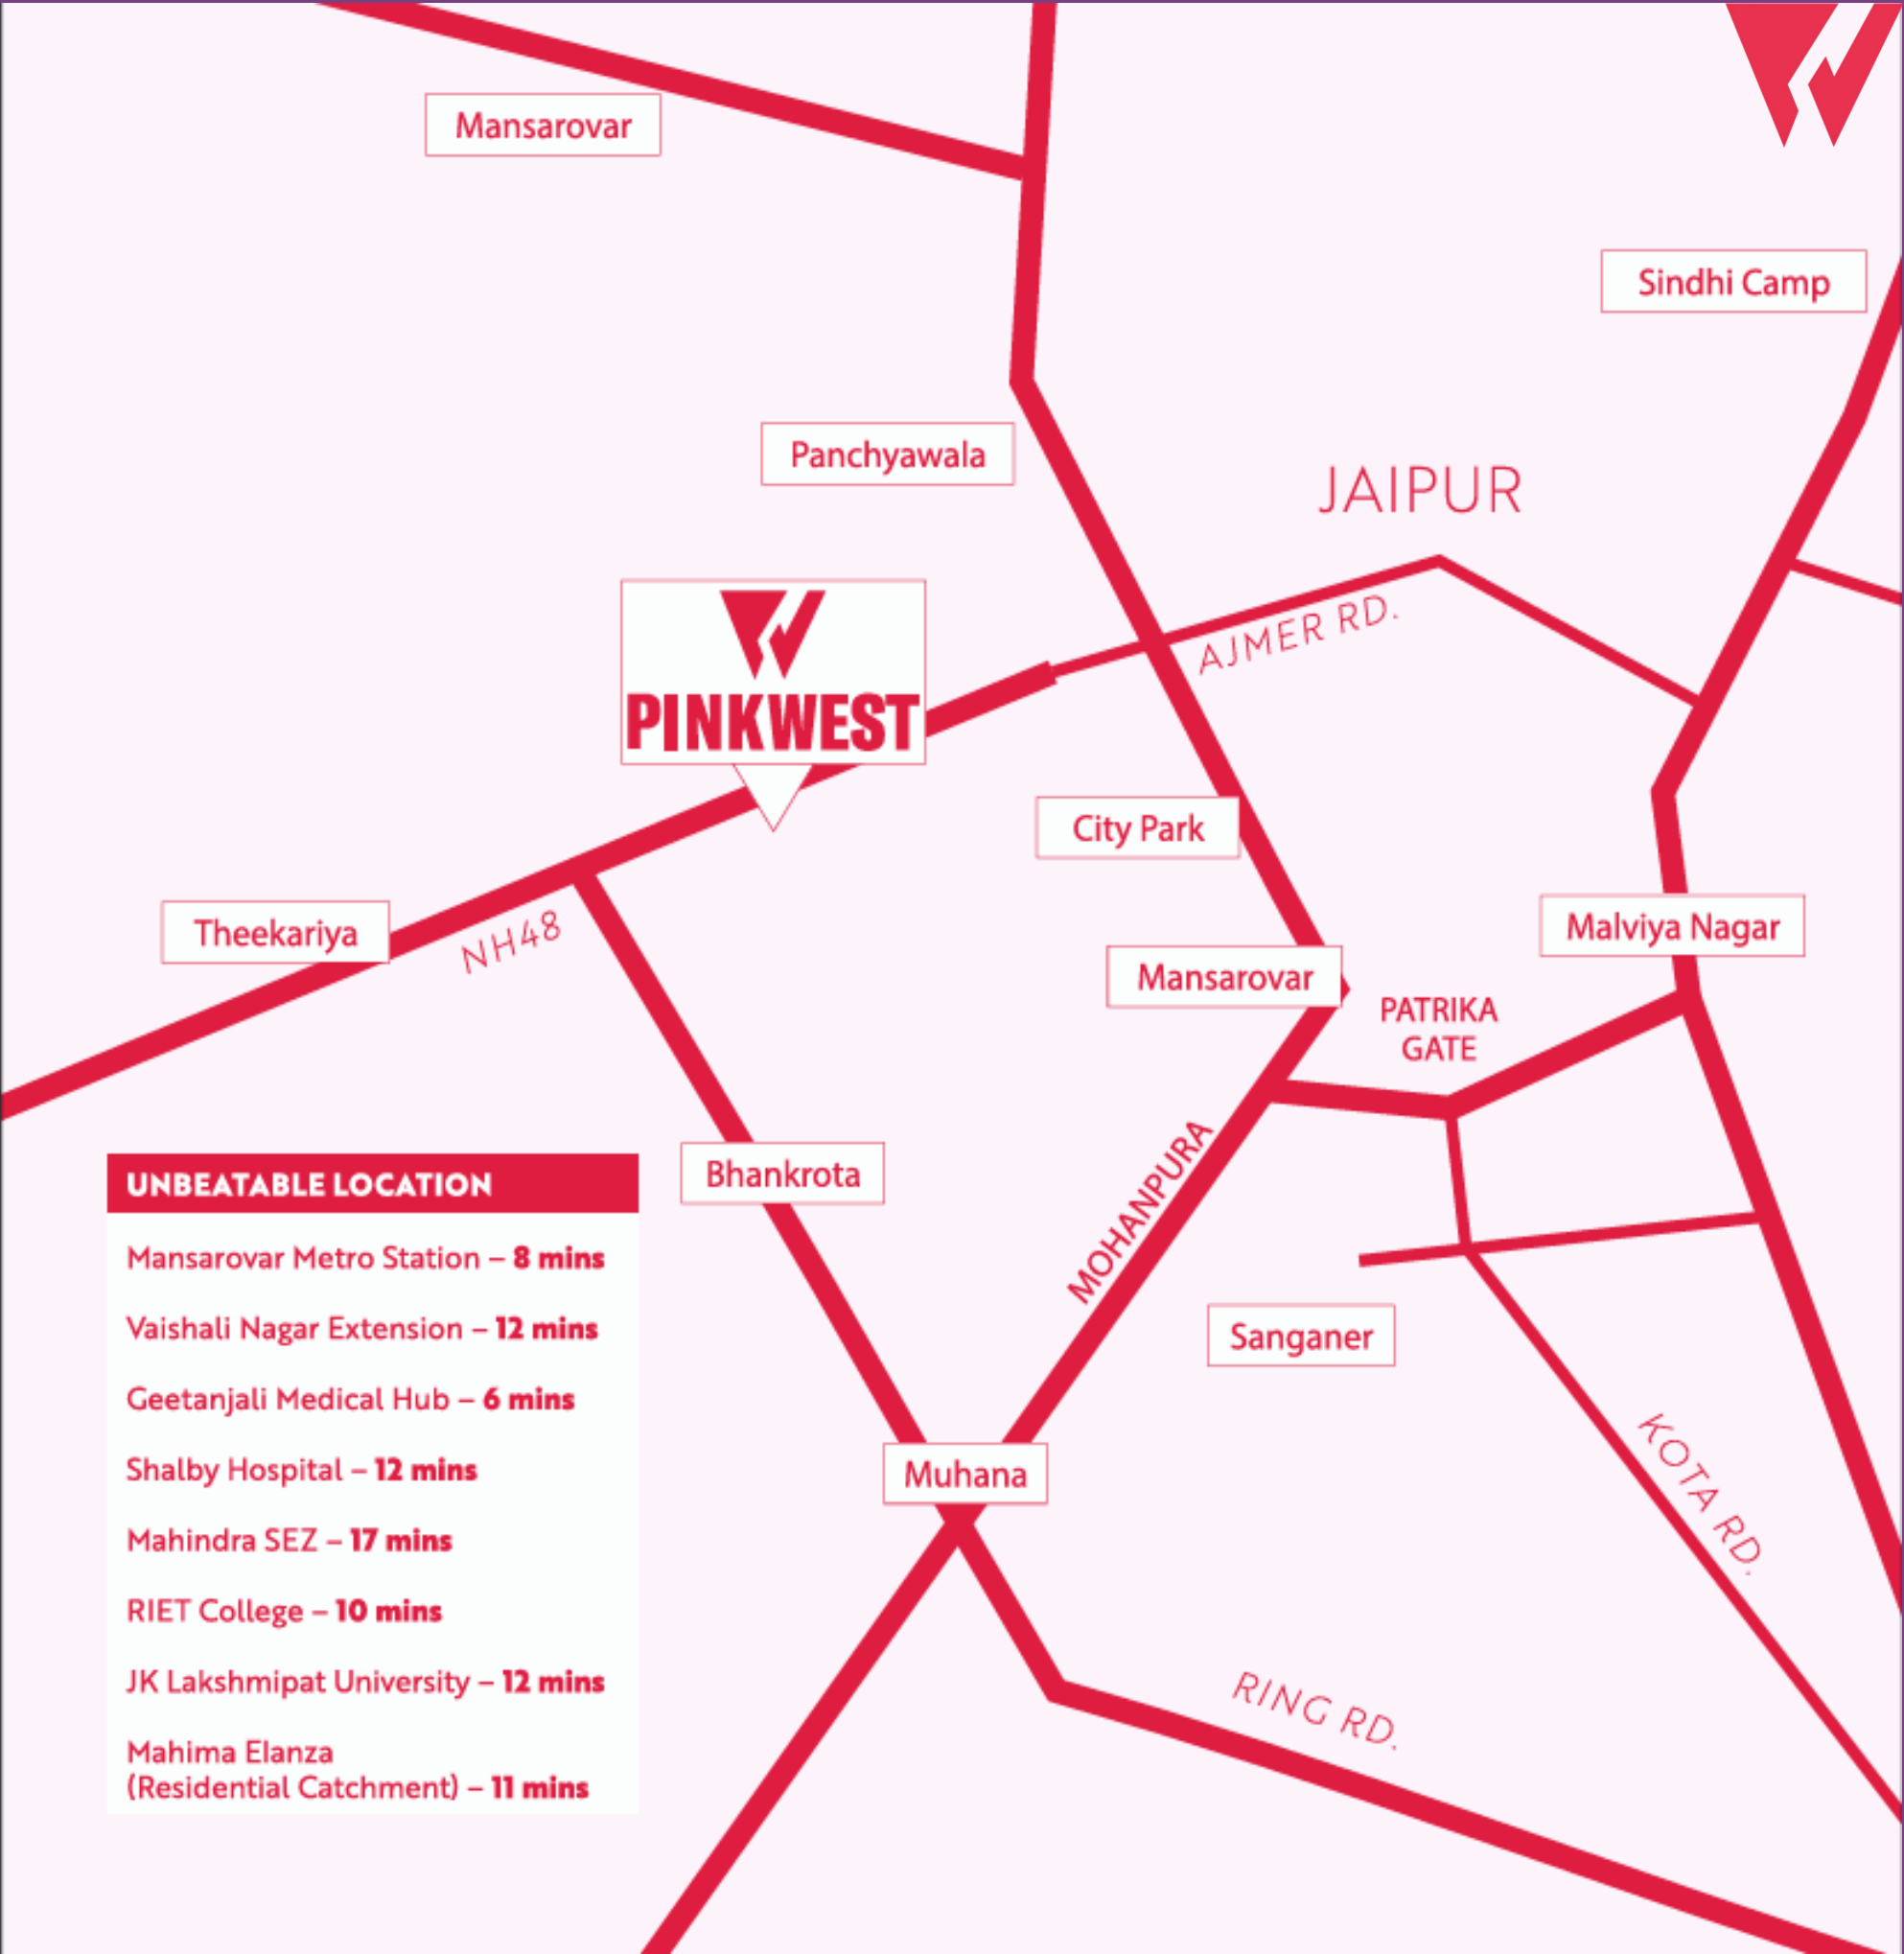 Mansarovar
Sindhi Camp
Panchyawala
JAIPUR
AJMER RD.
PINKWEST
City Park
Theekariya
NH48
Malviya Nagar
Mansarovar
PATRIKA
GATE
MOHANPURA
Bhankrota
Sanganer
Muhana
KOTA RD.
RING RD.
UNBEATABLE LOCATION
Mansarovar Metro Station – 8 mins
Vaishali Nagar Extension – 12 mins
Geetanjali Medical Hub – 6 mins
Shalby Hospital – 12 mins
Mahindra SEZ – 17 mins
RIET College – 10 mins
JK Lakshmipat University – 12 mins
Mahima Elanza
(Residential Catchment) – 11 mins